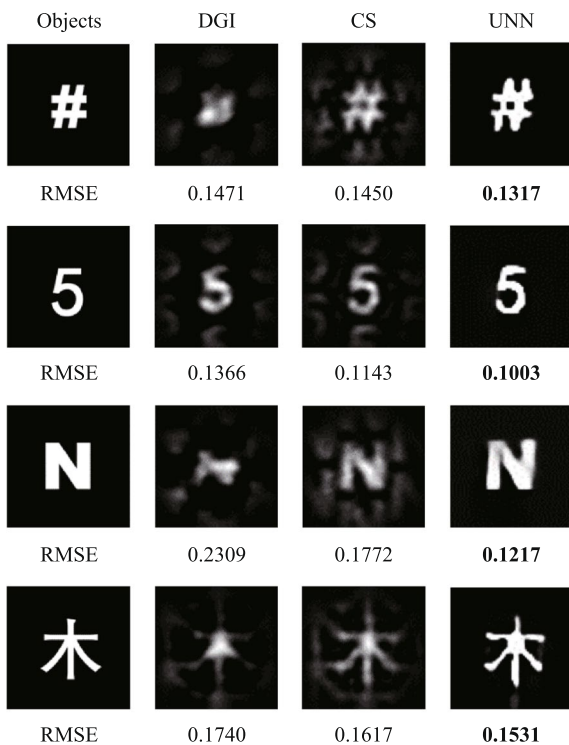 Objects DGI CS UNN
# #
RMSE 0.1471 0.1450 0.1317
5 5 5 5
RMSE 0.1366 0.1143 0.1003
N N N
RMSE 0.2309 0.1772 0.1217
木 木
RMSE 0.1740 0.1617 0.1531